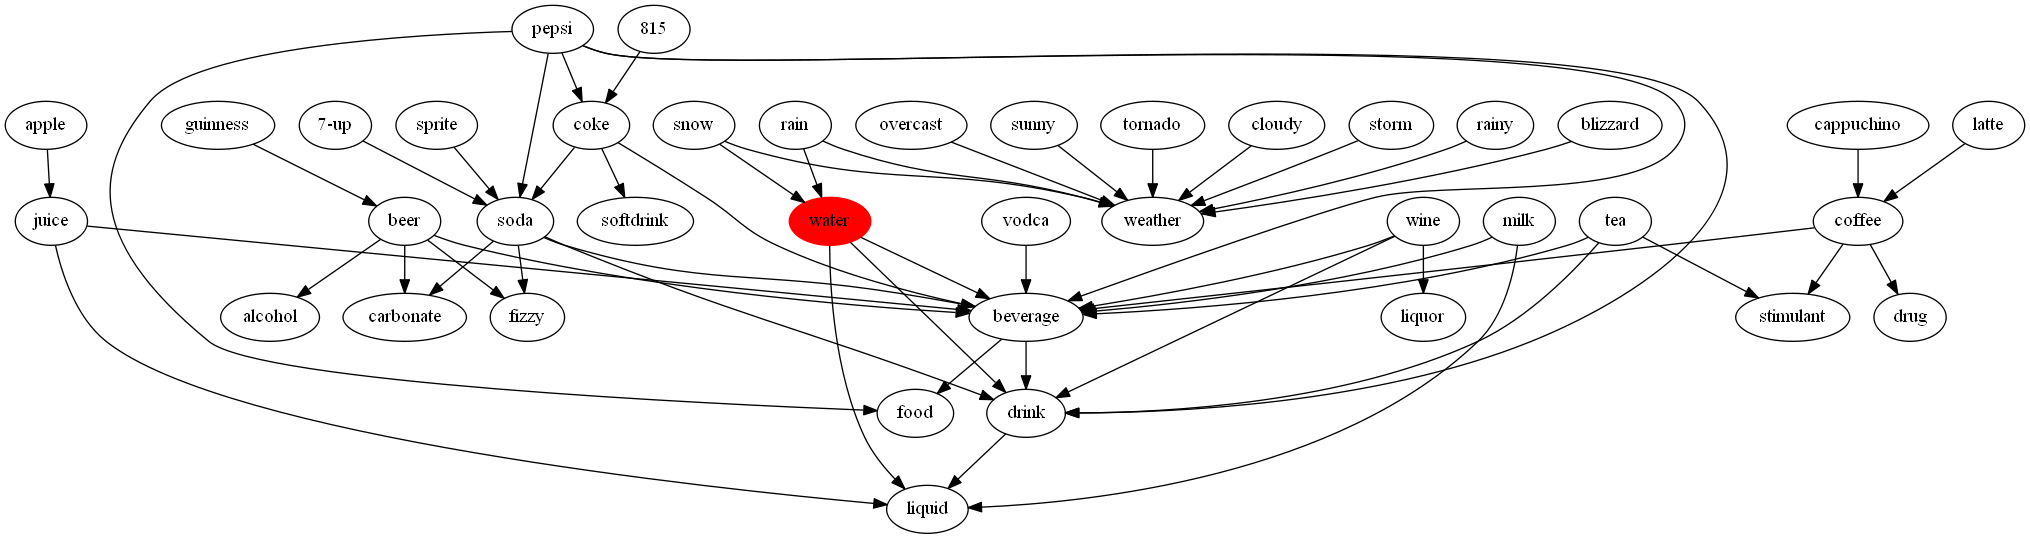 pepsi
815
apple
guinness
7-up
sprite
coke
snow
rain
overcast
sunny
tornado
cloudy
storm
rainy
blizzard
cappuchino
latte
juice
beer
soda
softdrink
water
vodca
weather
wine
milk
tea
coffee
alcohol
carbonate
fizzy
beverage
liquor
stimulant
drug
food
drink
liquid